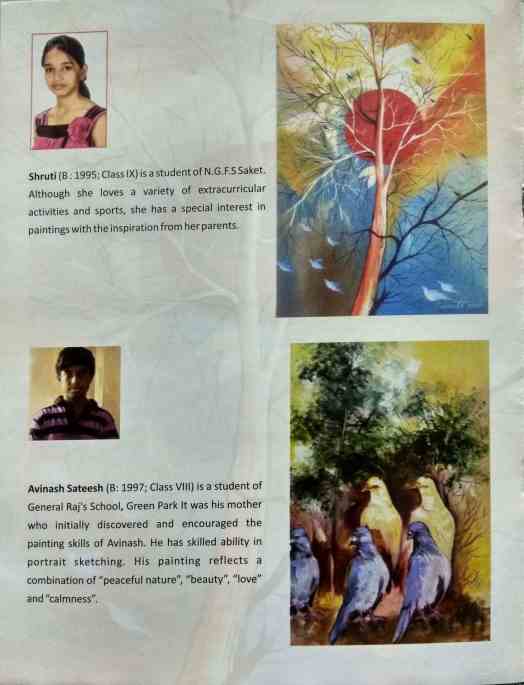 Shruti (B : 1995; Class IX) is a student of N.G.F.S Saket.
Although she loves a variety of extracurricular
activities and sports, she has a special interest in
paintings with the inspiration from her parents.
Avinash Sateesh (B: 1997; Class VIII) is a student of
General Raj's School, Green Park It was his mother
who initially discovered and encouraged the
painting skills of Avinash. He has skilled ability in
portrait sketching. His painting reflects a
combination of “peaceful nature”, “beauty”, “love”
and “calmness”.